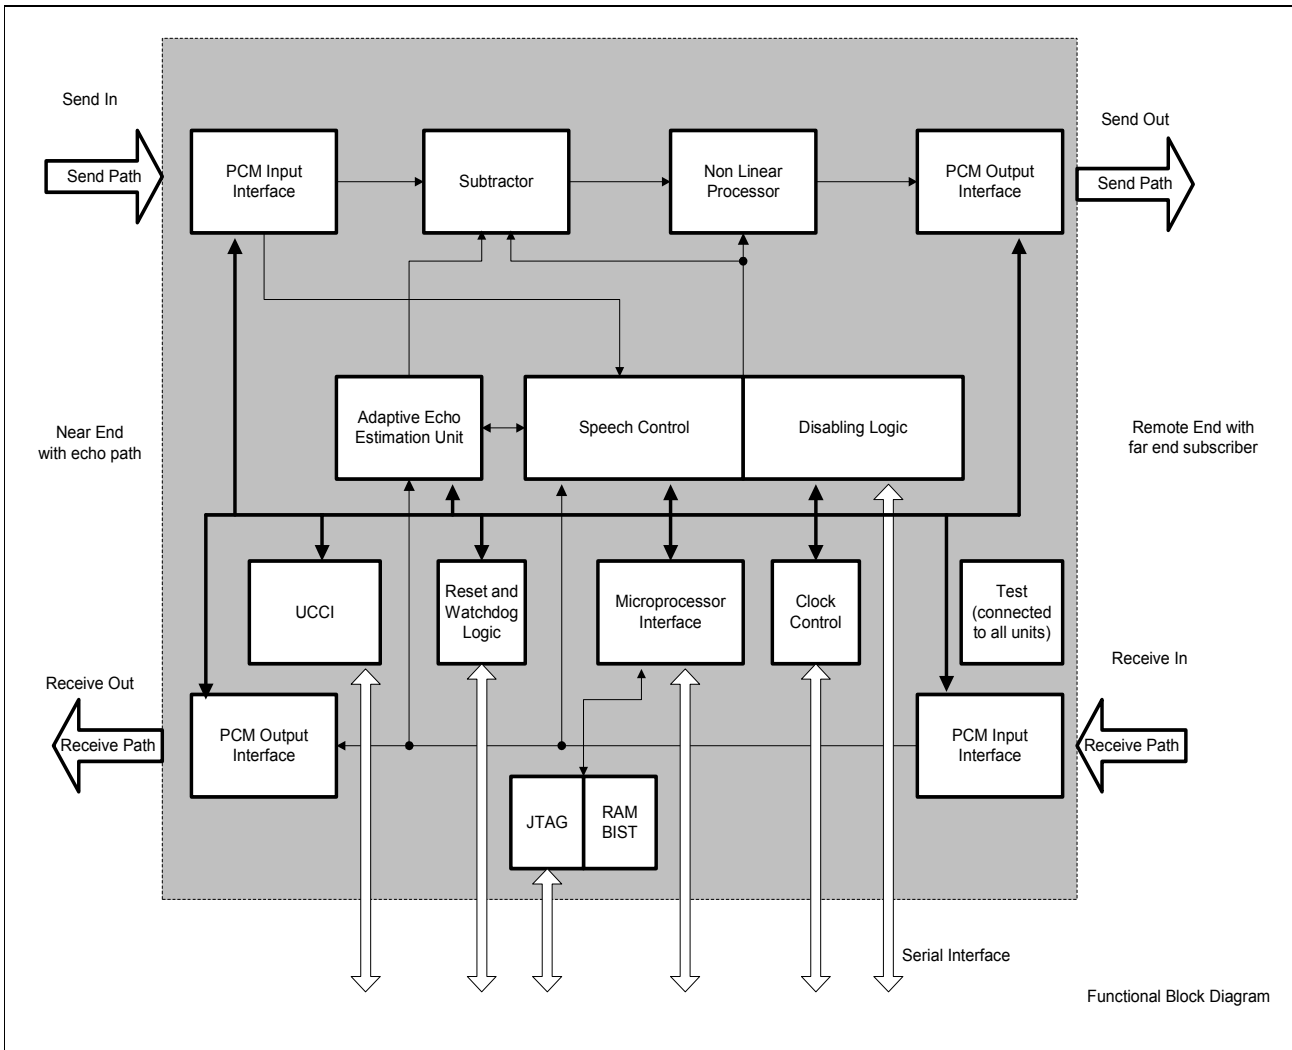 Send In
Send Path
PCM Input
Interface
Subtractor
Non Linear
Processor
PCM Output
Interface
Send Out
Send Path
Near End
with echo path
Adaptive Echo
Estimation Unit
Speech Control
Disabling Logic
Remote End with
far end subscriber
UCCI
Reset and
Watchdog
Logic
Microprocessor
Interface
Clock
Control
Test
(connected
to all units)
Receive Out
Receive Path
PCM Output
Interface
JTAG
RAM
BIST
PCM Input
Interface
Receive In
Receive Path
Serial Interface
Functional Block Diagram